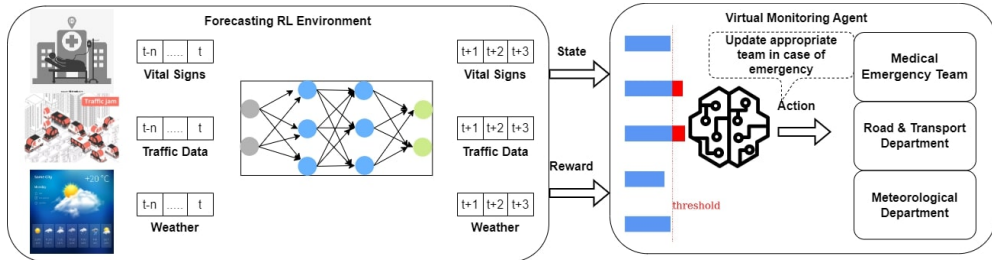 Forecasting RL Environment
t-n ..... t
Vital Signs
t+1 t+2 t+3
Vital Signs
Traffic jam
t-n ..... t
Traffic Data
t+1 t+2 t+3
Traffic Data
+20 °C
t-n ..... t
Weather
t+1 t+2 t+3
Weather
State
Reward
Virtual Monitoring Agent
Update appropriate
team in case of
emergency
Action
threshold
Medical
Emergency Team
Road & Transport
Department
Meteorological
Department